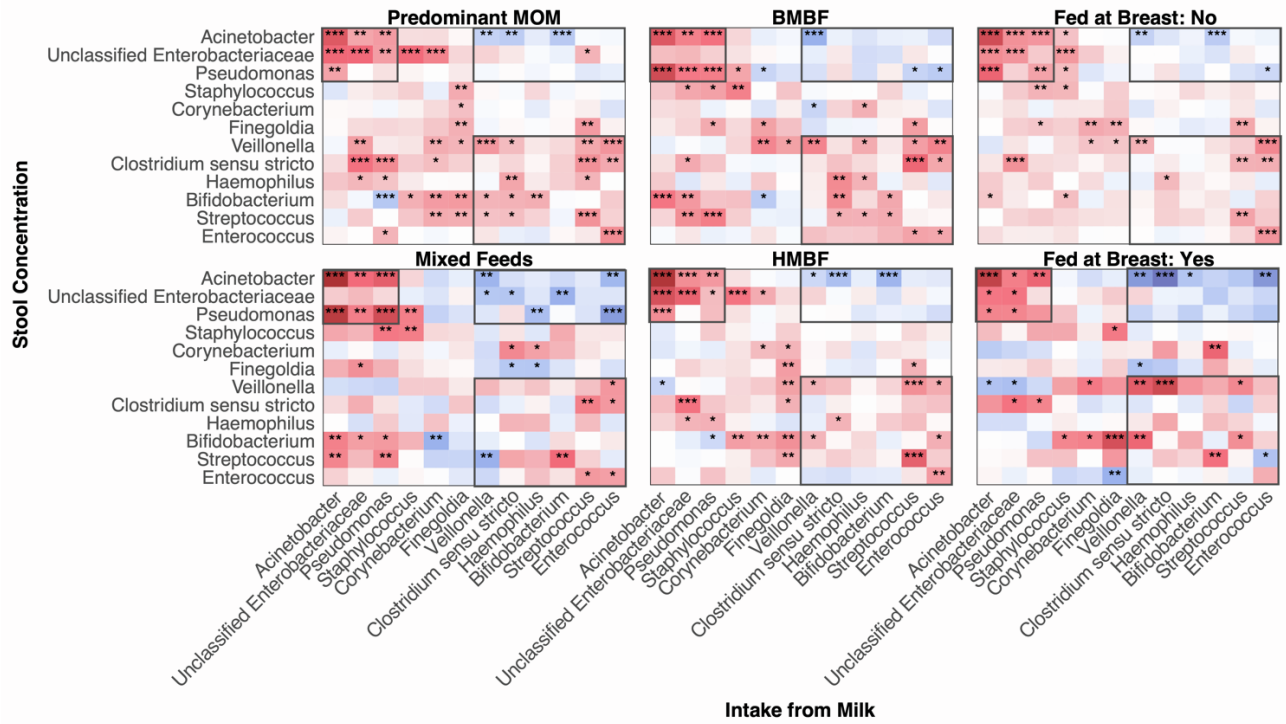 Predominant MOM
BMBF
Fed at Breast: No
Acinetobacter
Unclassified Enterobacteriaceae
Pseudomonas
Staphylococcus
Corynebacterium
Finegoldia
Veillonella
Clostridium sensu stricto
Haemophilus
Bifidobacterium
Streptococcus
Enterococcus
Stool Concentration
Mixed Feeds
HMBF
Fed at Breast: Yes
Acinetobacter
Unclassified Enterobacteriaceae
Pseudomonas
Staphylococcus
Corynebacterium
Finegoldia
Veillonella
Clostridium sensu stricto
Haemophilus
Bifidobacterium
Streptococcus
Enterococcus
Acinetobacter
Unclassified Enterobacteriaceae
Pseudomonas
Staphylococcus
Corynebacterium
Finegoldia
Veillonella
Clostridium sensu stricto
Haemophilus
Bifidobacterium
Streptococcus
Enterococcus
Acinetobacter
Unclassified Enterobacteriaceae
Pseudomonas
Staphylococcus
Corynebacterium
Finegoldia
Veillonella
Clostridium sensu stricto
Haemophilus
Bifidobacterium
Streptococcus
Enterococcus
Acinetobacter
Unclassified Enterobacteriaceae
Pseudomonas
Staphylococcus
Corynebacterium
Finegoldia
Veillonella
Clostridium sensu stricto
Haemophilus
Bifidobacterium
Streptococcus
Enterococcus
Intake from Milk